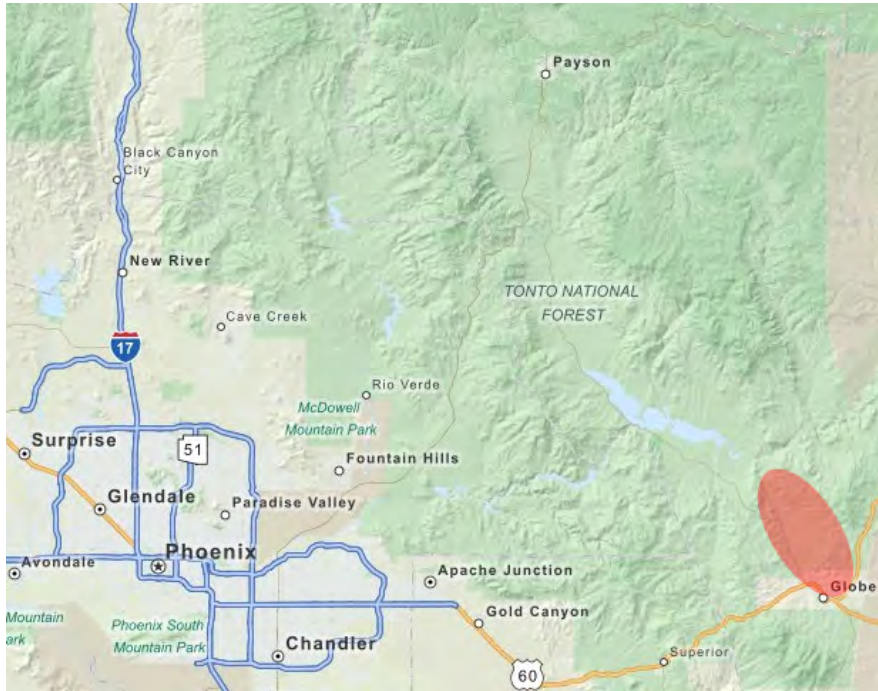 Payson
Black Canyon
City
New River
TONTO NATIONAL
FOREST
Cave Creek
17
Rio Verde
McDowell
Mountain Park
Surprise
51
Fountain Hills
Glendale
Paradise Valley
Phoenix
Avondale
Apache Junction
Globe
Gold Canyon
Mountain
ark
Phoenix South
Mountain Park
Chandler
Superior
60